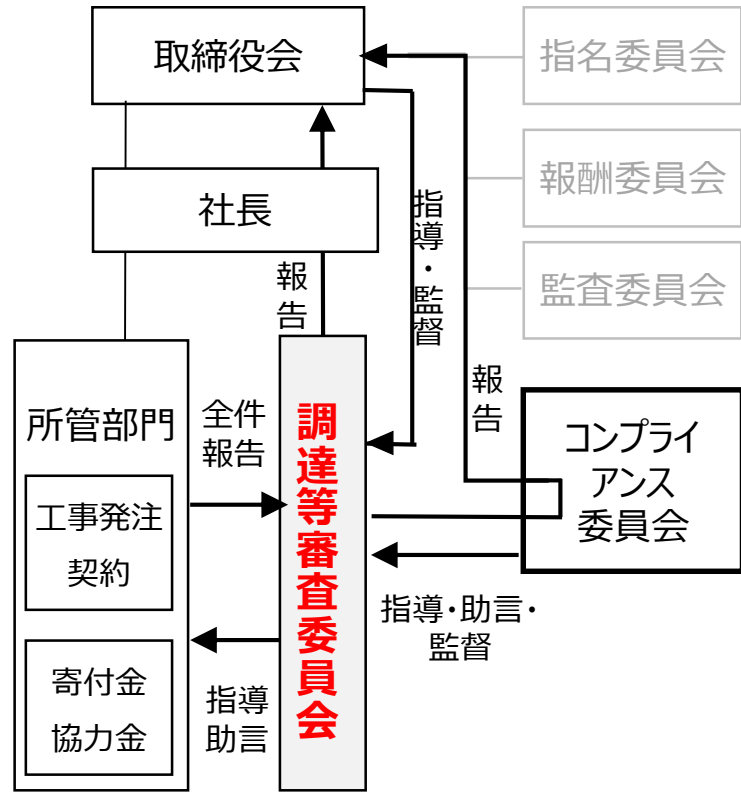 取締役会
指名委員会
報酬委員会
監査委員会
社長
指導・監督
報告
報告
所管部門
工事発注
契約
寄付金
協力金
全件
報告
指導
助言
調達等審査委員会
コンプライ
アンス
委員会
指導・助言・
監督